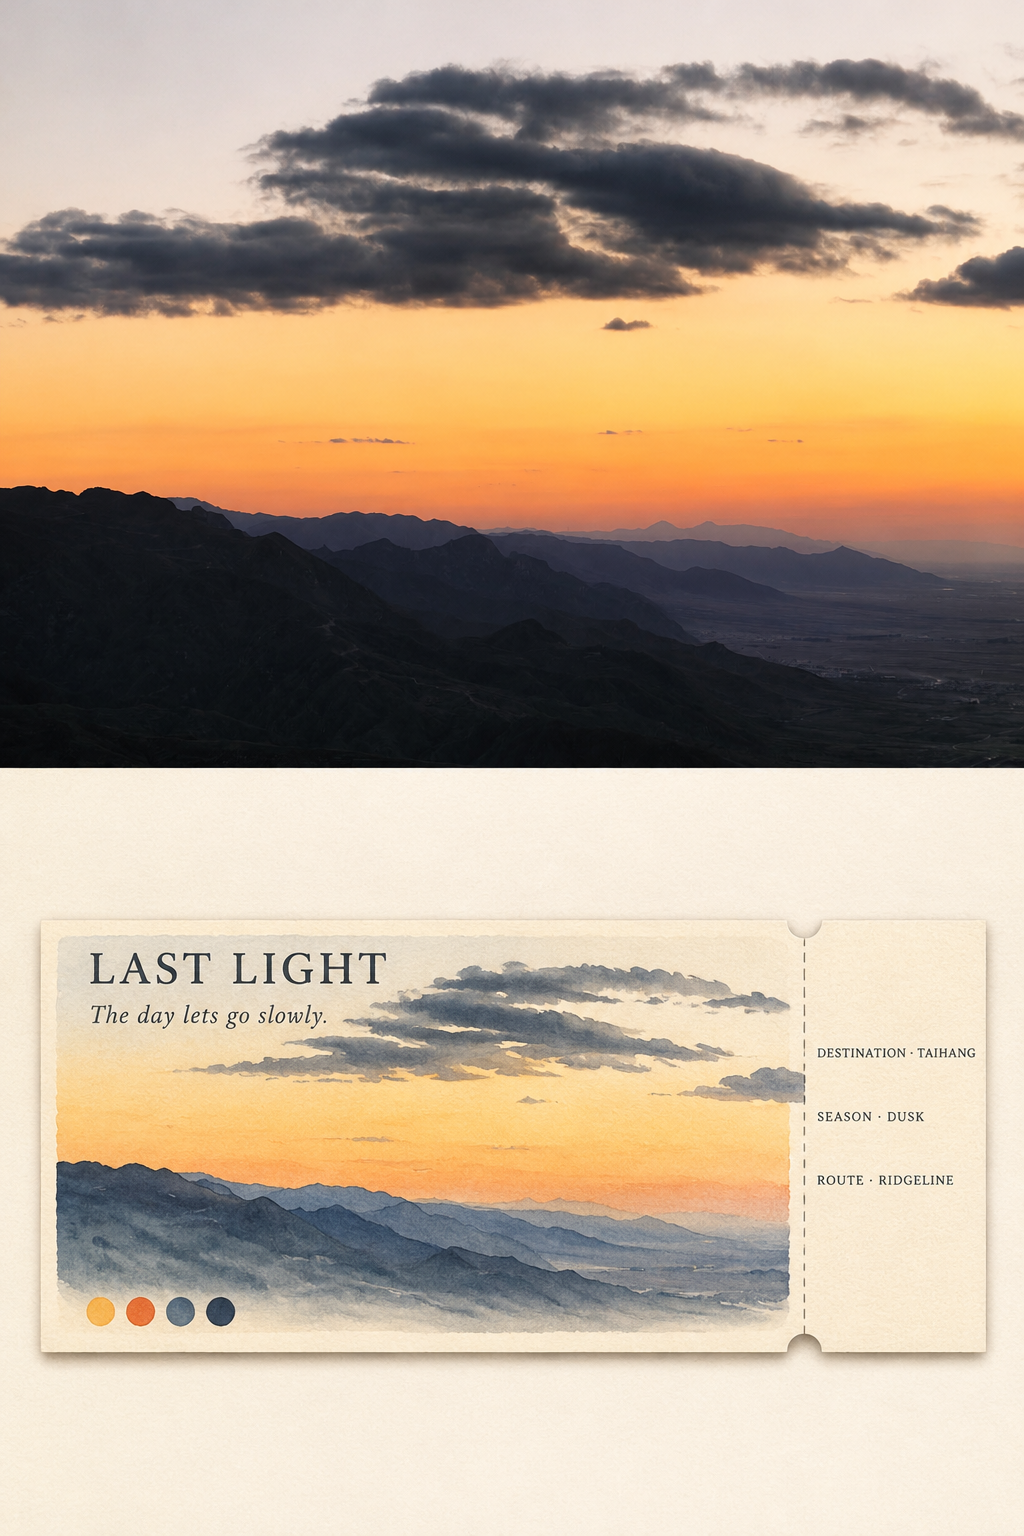 LAST LIGHT
The day lets go slowly.
DESTINATION · TAIHANG
SEASON · DUSK
ROUTE · RIDGELINE